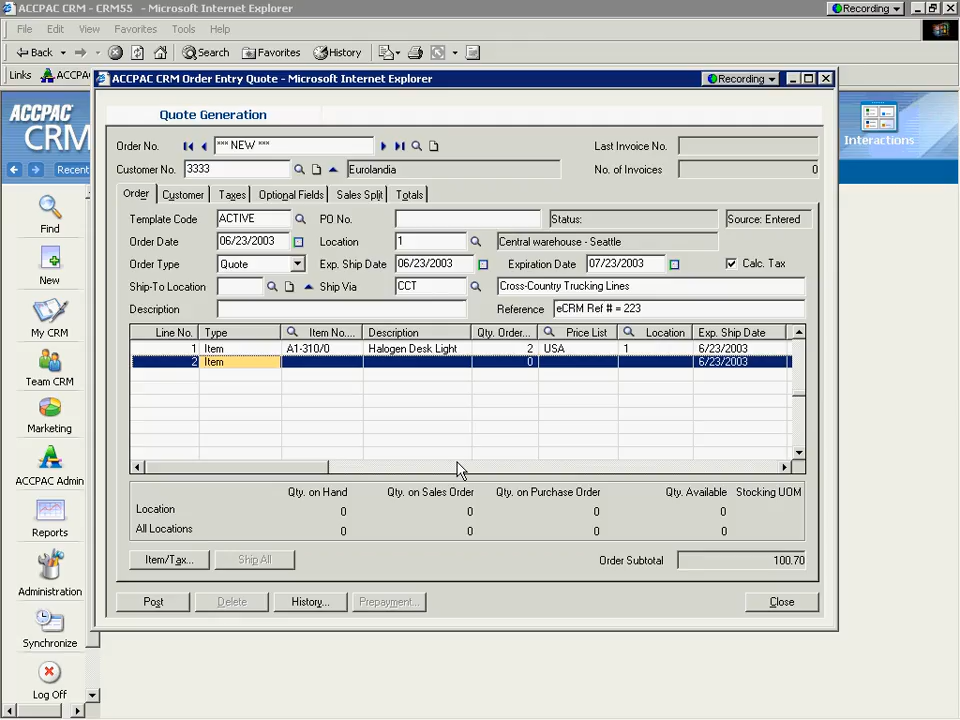 ACCPAC CRM - CRM55 - Microsoft Internet Explorer Recording
File Edit View Favorites Tools Help
Back Search Favorites History
Links ACCPA
ACCPAC CRM Order Entry Quote - Microsoft Internet Explorer Recording
Quote Generation
ACCPAC
CRM
Interactions
Recent
Order No. *** NEW *** Last Invoice No.
Customer No. 3333 Eurolandia No. of Invoices 0
Order Customer Taxes Optional Fields Sales Split Totals
Template Code ACTIVE PO No. Status: Source: Entered
Order Date 06/23/2003 Location 1 Central warehouse - Seattle
Order Type Quote Exp. Ship Date 06/23/2003 Expiration Date 07/23/2003 Calc. Tax
Ship-To Location Ship Via CCT Cross-Country Trucking Lines
Description Reference eCRM Ref # = 223
Line No. Type Item No.... Description Qty. Order... Price List Location Exp. Ship Date
1 Item A1-310/0 Halogen Desk Light 2 USA 1 6/23/2003
2 Item 0 6/23/2003
Qty. on Hand Qty. on Sales Order Qty. on Purchase Order Qty. Available Stocking UOM
Location 0 0 0 0
All Locations 0 0 0 0
Item/Tax... Ship All Order Subtotal 100.70
Post Delete History... Prepayment... Close
Find
New
My CRM
Team CRM
Marketing
ACCPAC Admin
Reports
Administration
Synchronize
Log Off